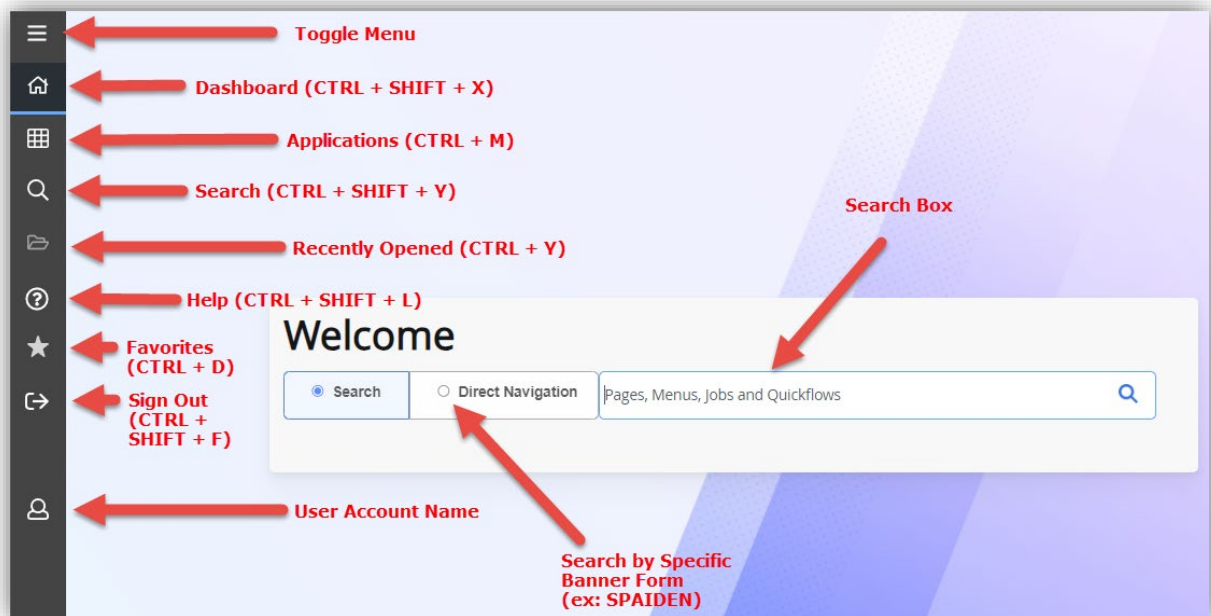 Toggle Menu
Dashboard (CTRL + SHIFT + X)
Applications (CTRL + M)
Search (CTRL + SHIFT + Y)
Search Box
Recently Opened (CTRL + Y)
Help (CTRL + SHIFT + L)
Welcome
Favorites
(CTRL + D)
Search
Direct Navigation
Pages, Menus, Jobs and Quickflows
Sign Out
(CTRL +
SHIFT + F)
User Account Name
Search by Specific
Banner Form
(ex: SPAIDEN)